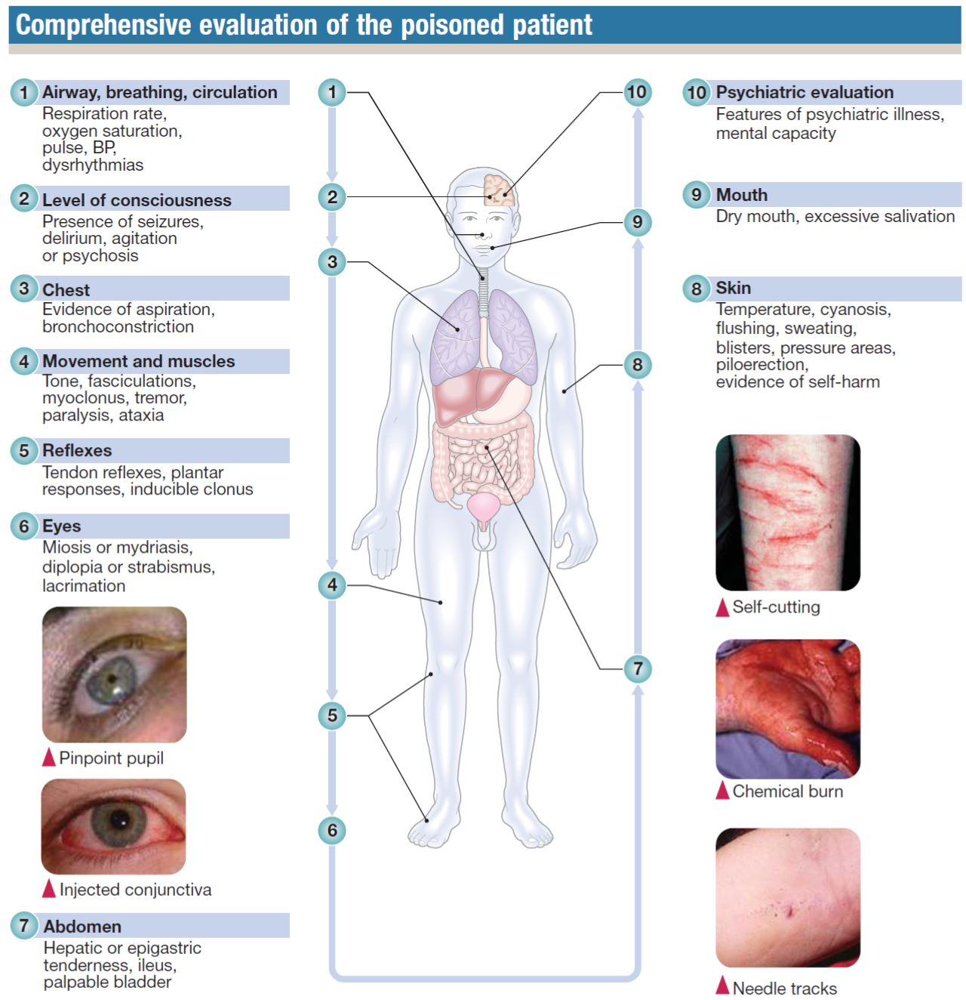 Comprehensive evaluation of the poisoned patient
1 Airway, breathing, circulation
Respiration rate,
oxygen saturation,
pulse, BP,
dysrhythmias
2 Level of consciousness
Presence of seizures,
delirium, agitation
or psychosis
3 Chest
Evidence of aspiration,
bronchoconstriction
4 Movement and muscles
Tone, fasciculations,
myoclonus, tremor,
paralysis, ataxia
5 Reflexes
Tendon reflexes, plantar
responses, inducible clonus
6 Eyes
Miosis or mydriasis,
diplopia or strabismus,
lacrimation
Pinpoint pupil
Injected conjunctiva
7 Abdomen
Hepatic or epigastric
tenderness, ileus,
palpable bladder
1
2
3
4
5
6
10
9
8
7
10 Psychiatric evaluation
Features of psychiatric illness,
mental capacity
9 Mouth
Dry mouth, excessive salivation
8 Skin
Temperature, cyanosis,
flushing, sweating,
blisters, pressure areas,
piloerection,
evidence of self-harm
Self-cutting
Chemical burn
Needle tracks